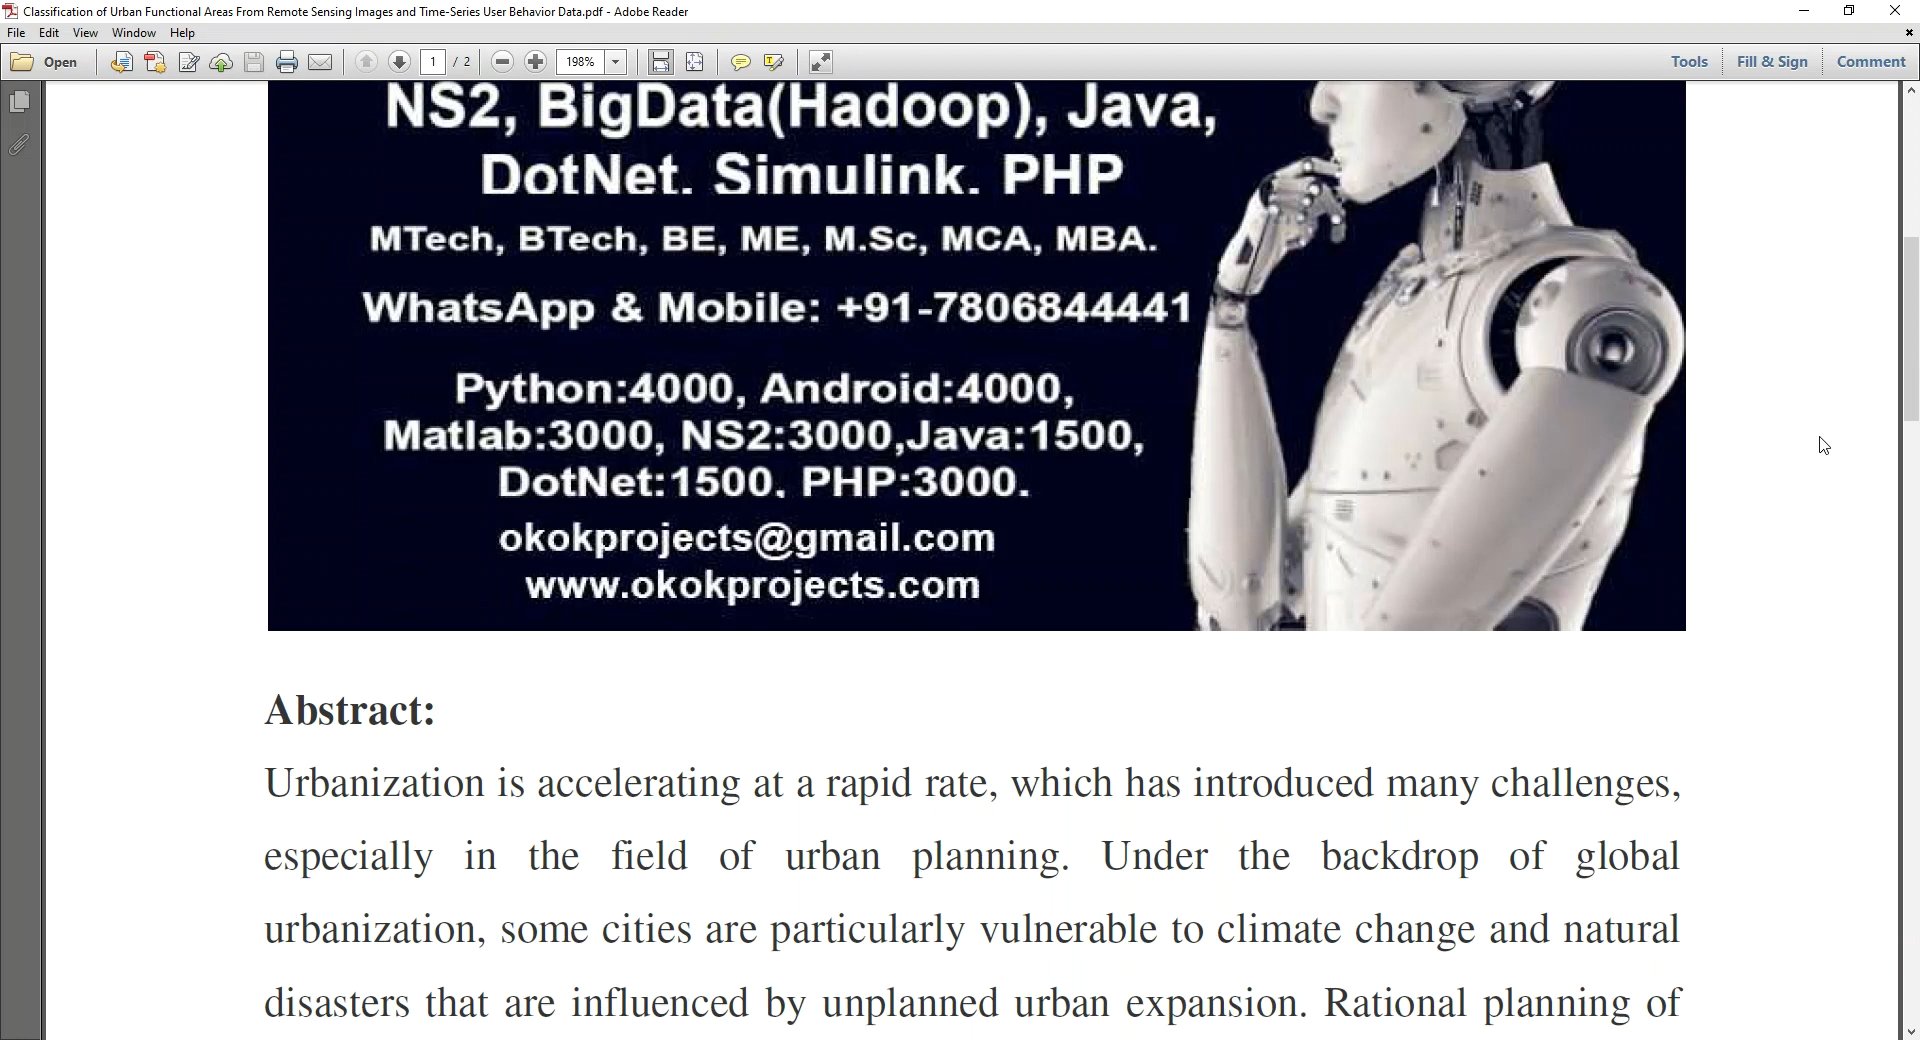 Classification of Urban Functional Areas From Remote Sensing Images and Time-Series User Behavior Data.pdf - Adobe Reader
File Edit View Window Help
Open 1 / 2 198% Tools Fill & Sign Comment
NS2, BigData(Hadoop), Java,
DotNet. Simulink. PHP
MTech, BTech, BE, ME, M.Sc, MCA, MBA.
WhatsApp & Mobile: +91-7806844441
Python:4000, Android:4000,
Matlab:3000, NS2:3000,Java:1500,
DotNet:1500. PHP:3000.
okokprojects@gmail.com
www.okokprojects.com
Abstract:
Urbanization is accelerating at a rapid rate, which has introduced many challenges,
especially in the field of urban planning. Under the backdrop of global
urbanization, some cities are particularly vulnerable to climate change and natural
disasters that are influenced by unplanned urban expansion. Rational planning of